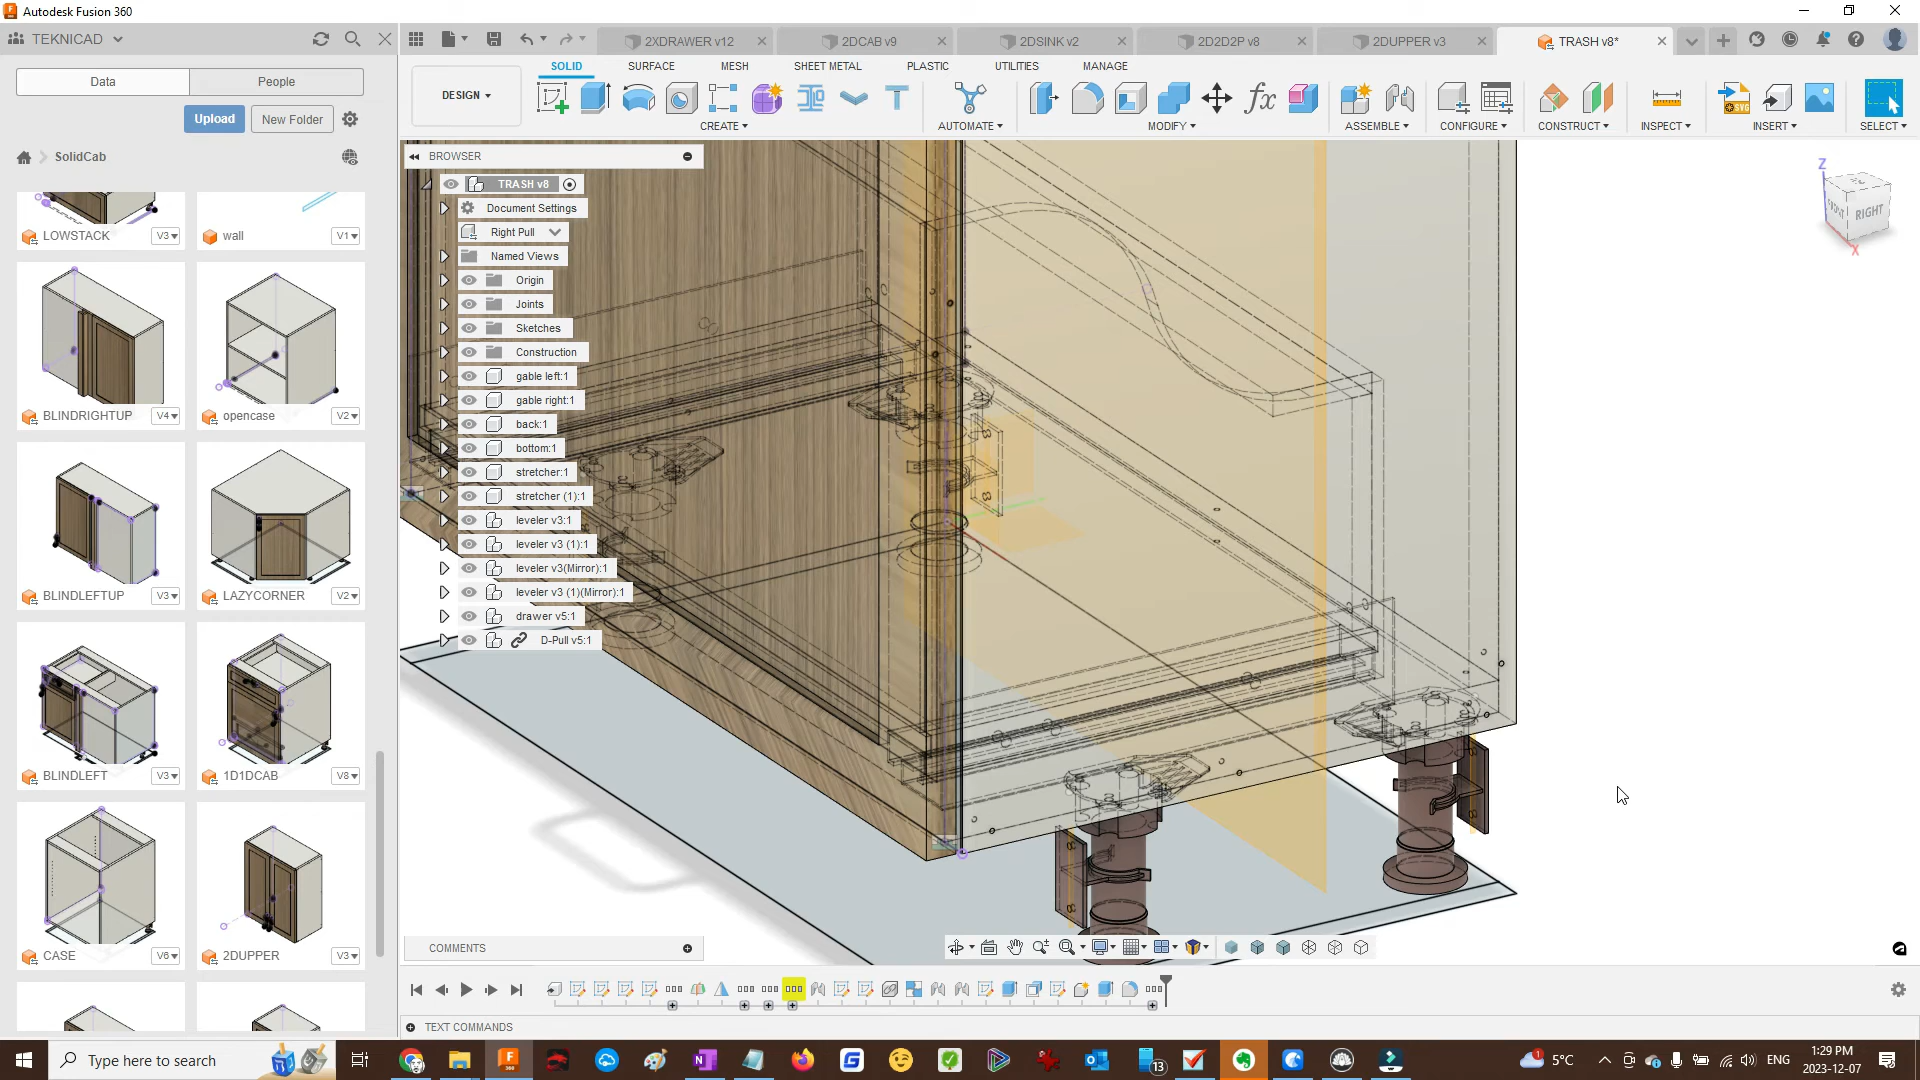 Autodesk Fusion 360
TEKNICAD
2XDRAWER v12
2DCAB v9
2DSINK v2
2D2D2P v8
2DUPPER v3
TRASH v8*
Data
People
DESIGN
SOLID
SURFACE
MESH
SHEET METAL
PLASTIC
UTILITIES
MANAGE
Upload
New Folder
CREATE
AUTOMATE
MODIFY
ASSEMBLE
CONFIGURE
CONSTRUCT
INSPECT
INSERT
SELECT
SolidCab
BROWSER
TRASH v8
Document Settings
Right Pull
Named Views
Origin
Joints
Sketches
Construction
gable left:1
gable right:1
back:1
bottom:1
stretcher:1
stretcher (1):1
leveler v3:1
leveler v3 (1):1
leveler v3(Mirror):1
leveler v3 (1)(Mirror):1
drawer v5:1
D-Pull v5:1
Z
FRONT
RIGHT
X
LOWSTACK
V3
wall
V1
BLINDRIGHTUP
V4
opencase
V2
BLINDLEFTUP
V3
LAZYCORNER
V2
BLINDLEFT
V3
1D1DCAB
V8
CASE
V6
2DUPPER
V3
COMMENTS
TEXT COMMANDS
Type here to search
13
1
5°C
ENG
1:29 PM
2023-12-07